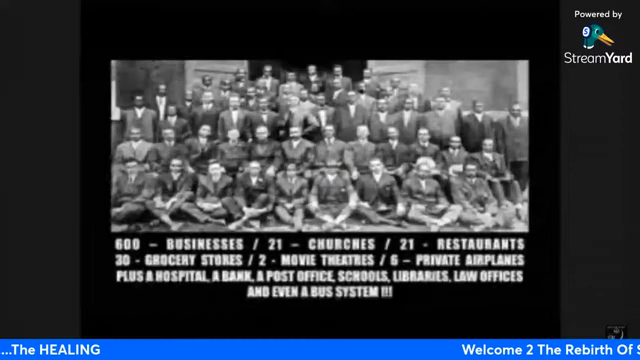 Powered by
StreamYard
600 – BUSINESSES / 21 – CHURCHES / 21 - RESTAURANTS
30 - GROCERY STORES / 2 - MOVIE THEATRES / 6 – PRIVATE AIRPLANES
PLUS A HOSPITAL, A BANK, A POST OFFICE, SCHOOLS, LIBRARIES, LAW OFFICES
AND EVEN A BUS SYSTEM !!!
...The HEALING
Welcome 2 The Rebirth Of